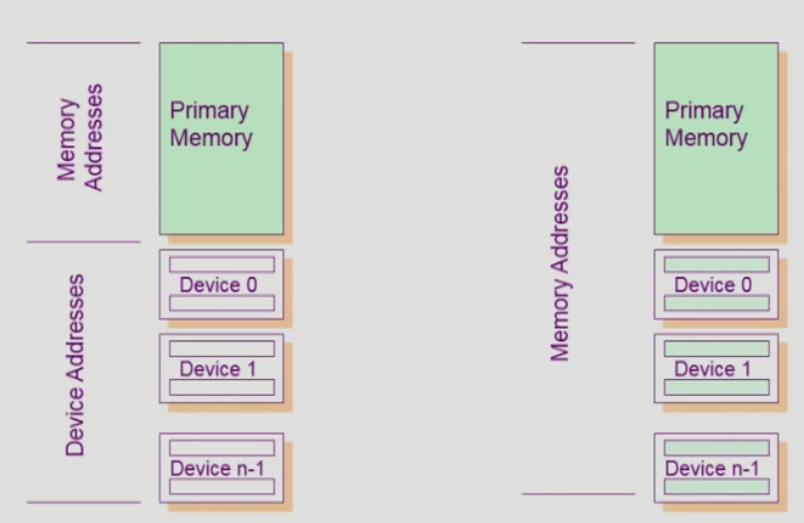 Memory
Addresses
Primary
Memory
Device Addresses
Device 0
Device 1
Device n-1
Memory Addresses
Primary
Memory
Device 0
Device 1
Device n-1